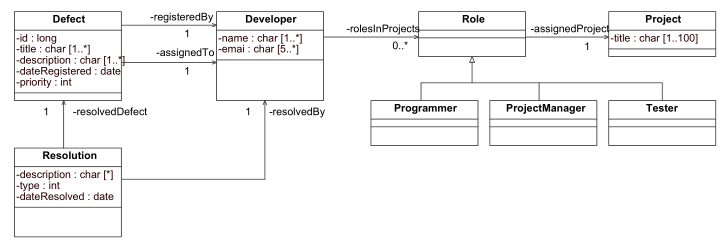 Defect
-id : long
-title : char [1..*]
-description : char [1..*]
-dateRegistered : date
-priority : int
-registeredBy
1
-assignedTo
1
Developer
-name : char [1..*]
-emai : char [5..*]
-rolesInProjects
0..*
Role
-assignedProject
1
Project
-title : char [1..100]
Programmer
ProjectManager
Tester
1
-resolvedDefect
1
-resolvedBy
Resolution
-description : char [*]
-type : int
-dateResolved : date